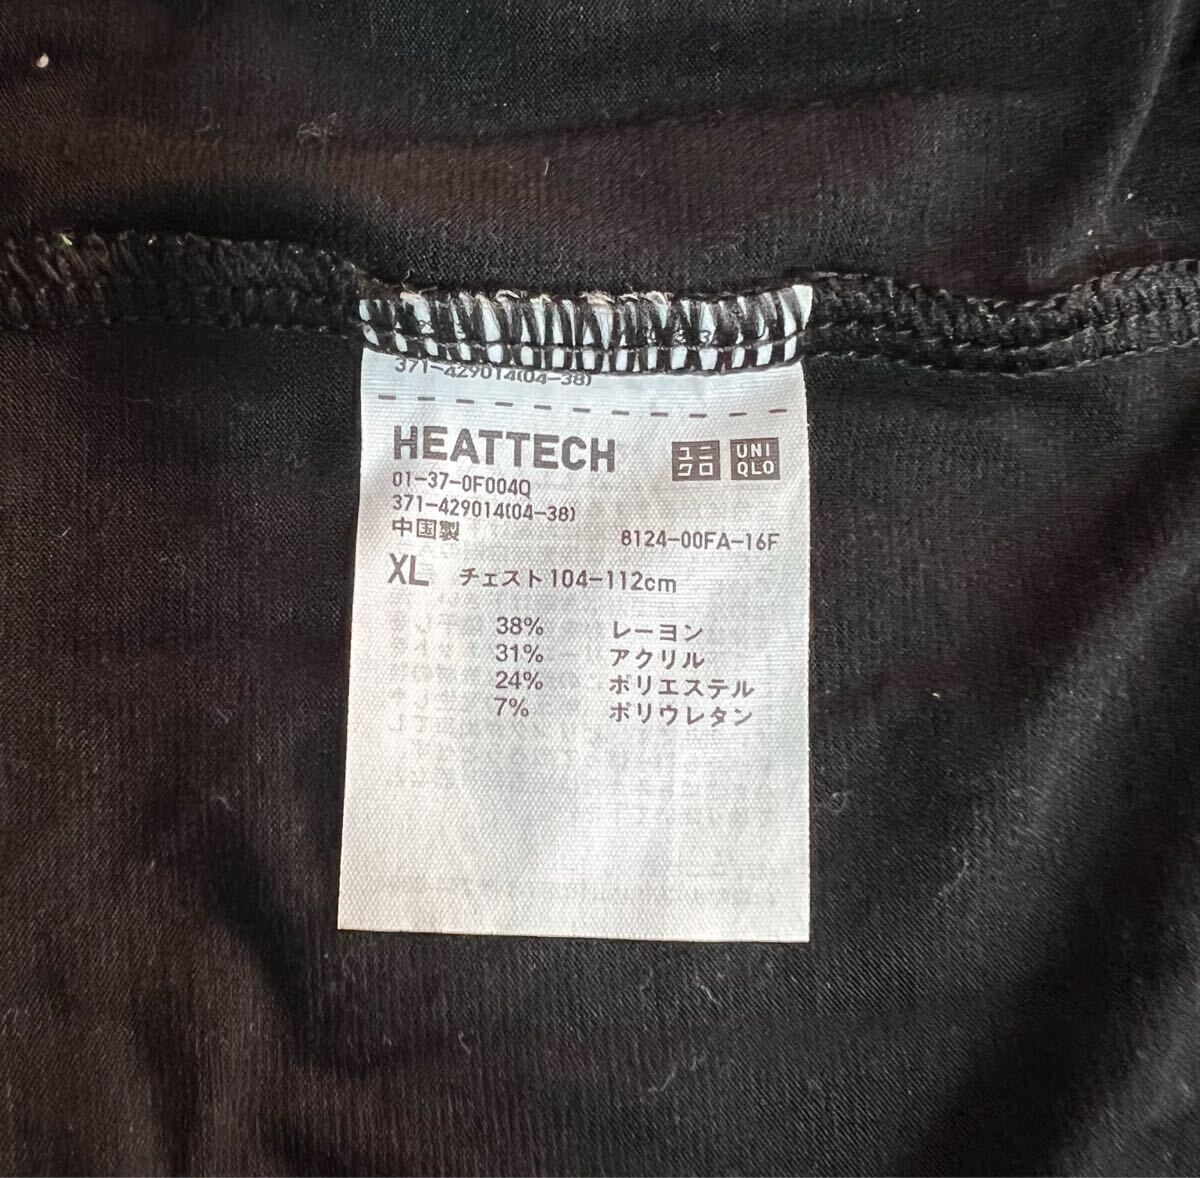 371-429014(04-38)
HEATTECH
ユニ
クロ
UNI
QLO
01-37-0F004Q
371-429014(04-38)
中国製
8124-00FA-16F
XL チェスト104-112cm
38% レーヨン
31% アクリル
24% ポリエステル
7% ポリウレタン